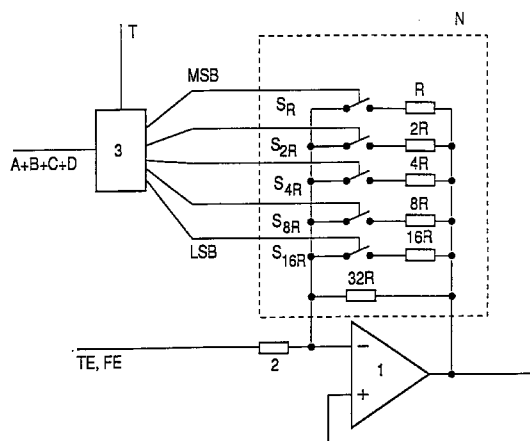 N
T
MSB
S_R
R
A+B+C+D
3
S_2R
2R
S_4R
4R
S_8R
8R
LSB
S_16R
16R
32R
TE, FE
2
−
1
+